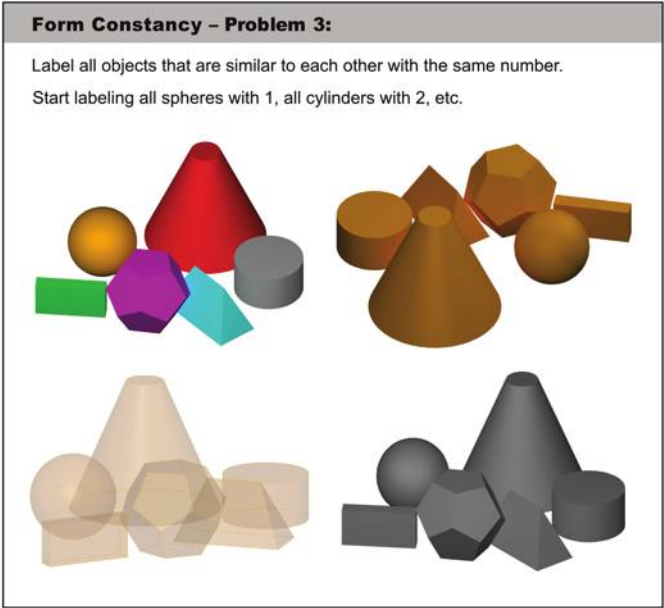 Form Constancy – Problem 3:
Label all objects that are similar to each other with the same number.
Start labeling all spheres with 1, all cylinders with 2, etc.